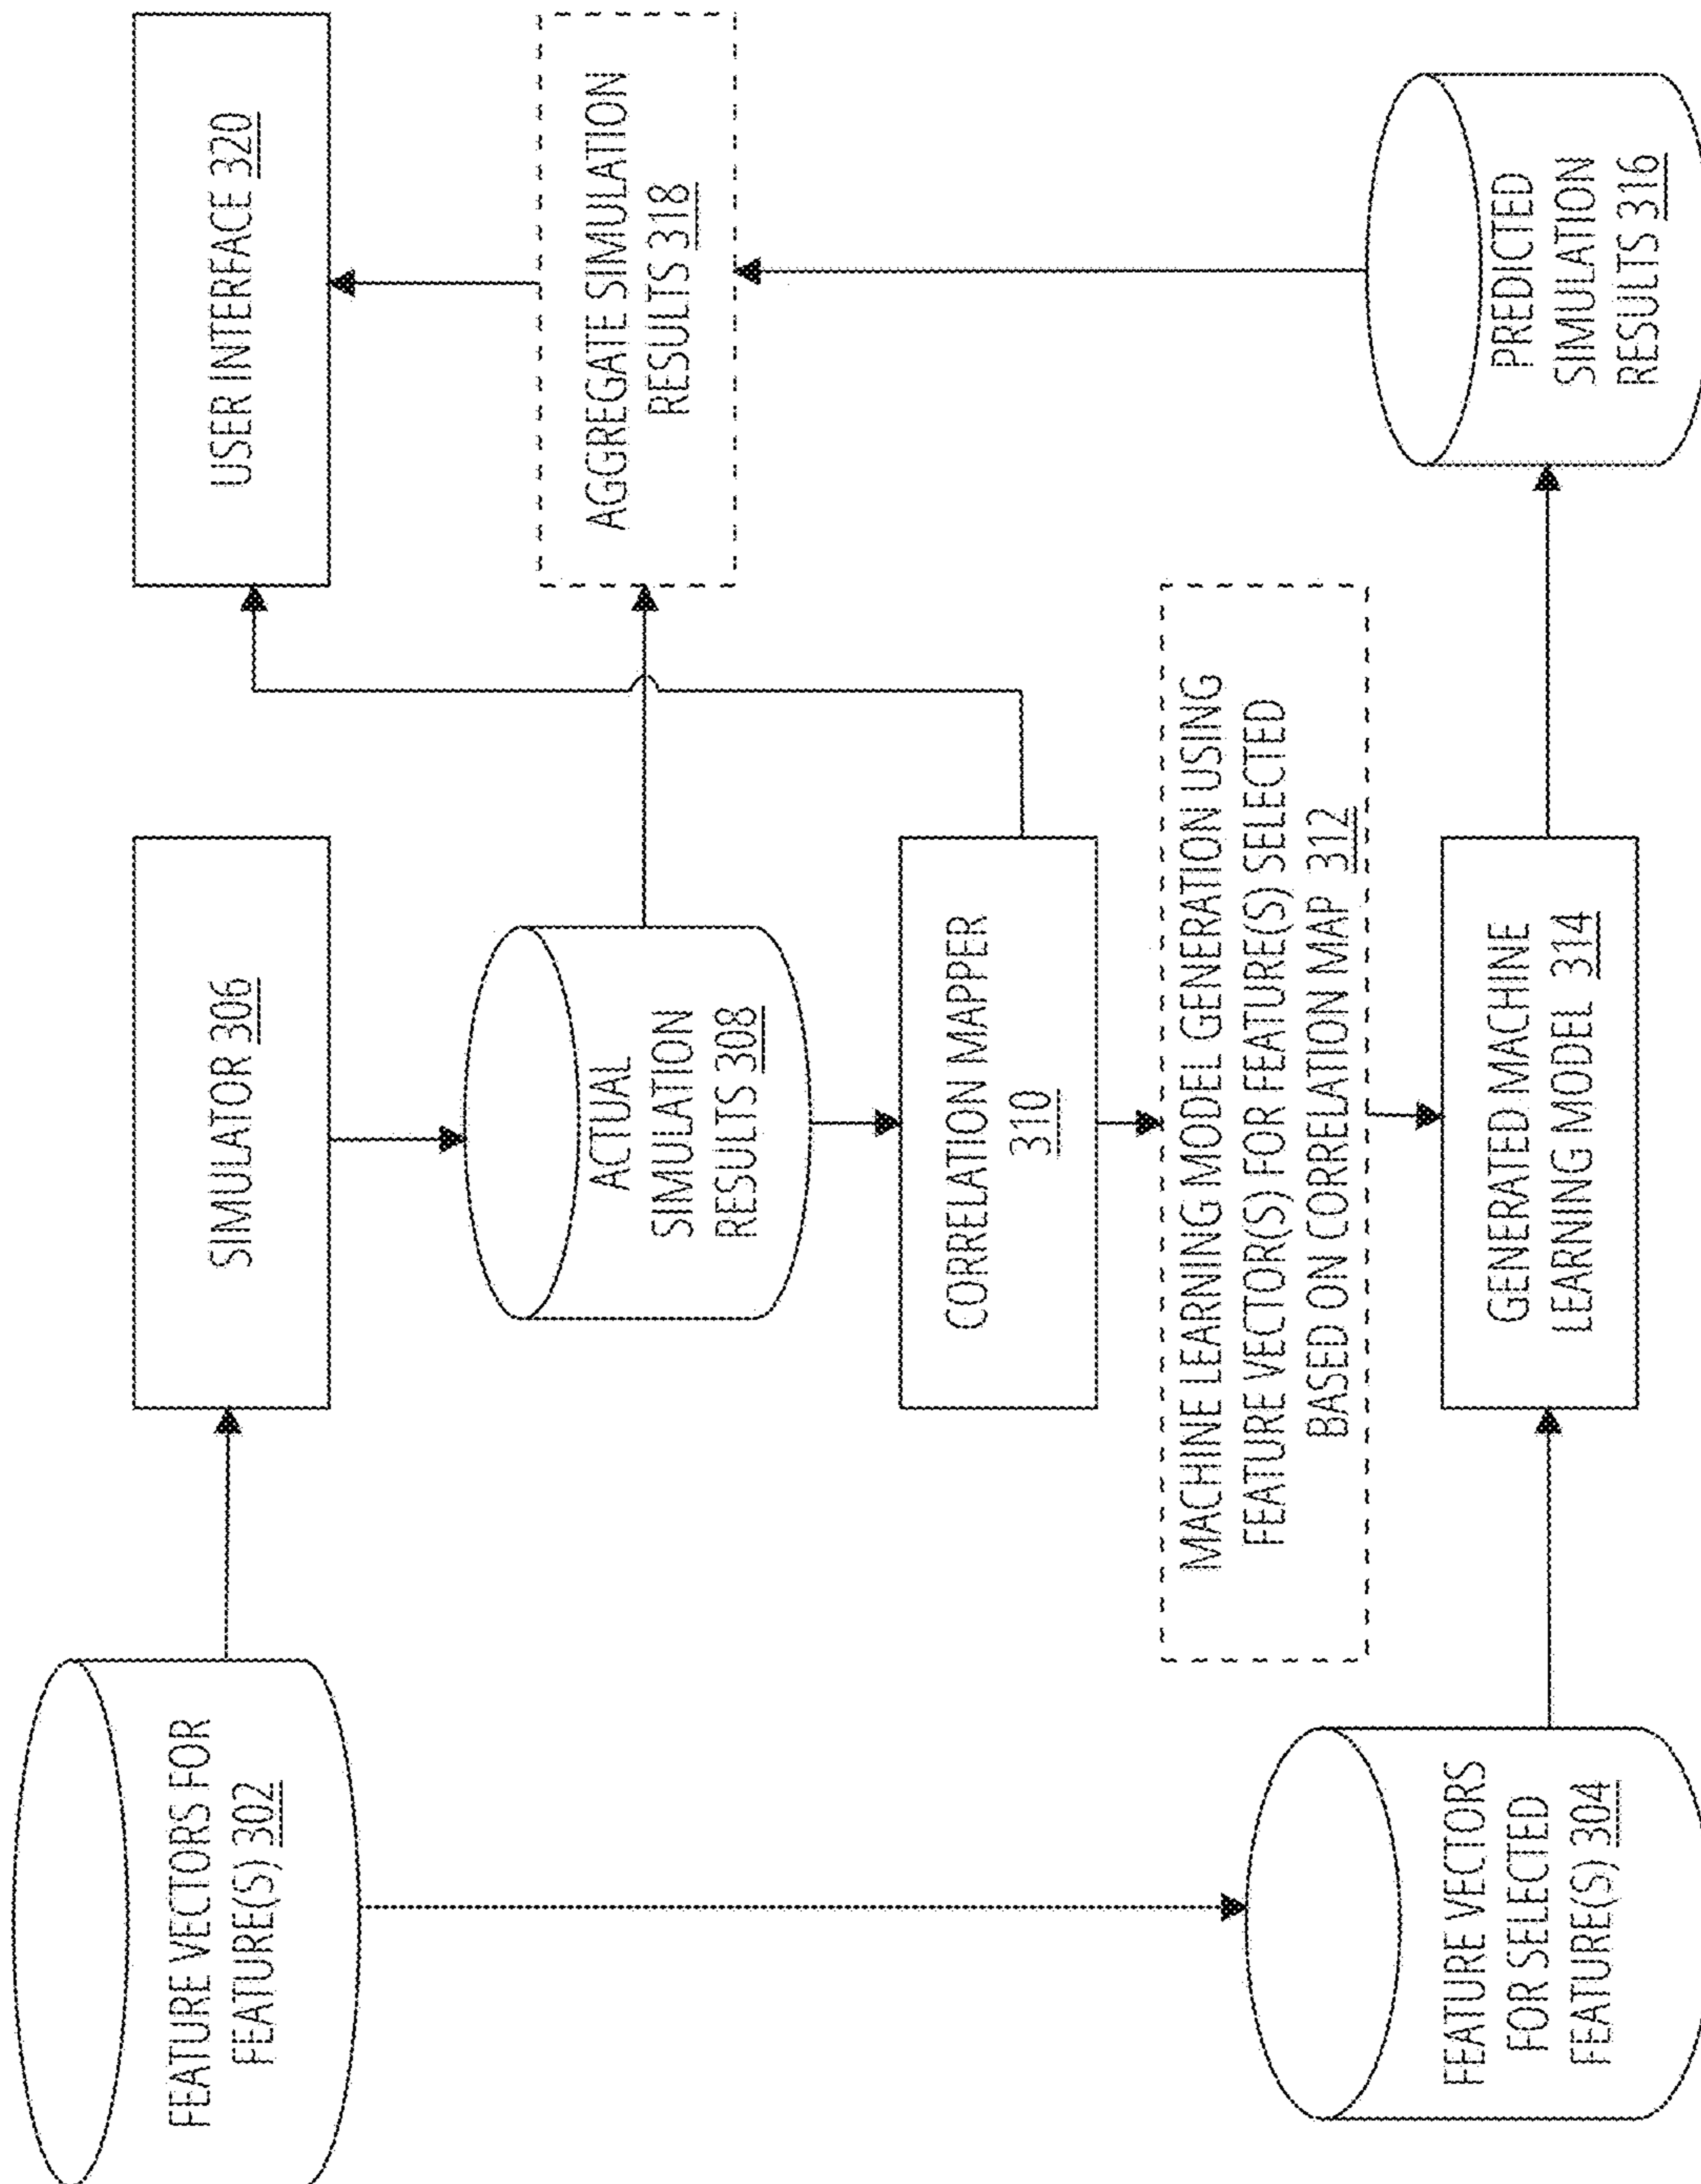 FEATURE VECTORS FOR
FEATURE(S) 302
SIMULATOR 306
USER INTERFACE 320
ACTUAL
SIMULATION
RESULTS 308
AGGREGATE SIMULATION
RESULTS 318
CORRELATION MAPPER
310
MACHINE LEARNING MODEL GENERATION USING
FEATURE VECTOR(S) FOR FEATURE(S) SELECTED
BASED ON CORRELATION MAP 312
FEATURE VECTORS
FOR SELECTED
FEATURE(S) 304
GENERATED MACHINE
LEARNING MODEL 314
PREDICTED
SIMULATION
RESULTS 316